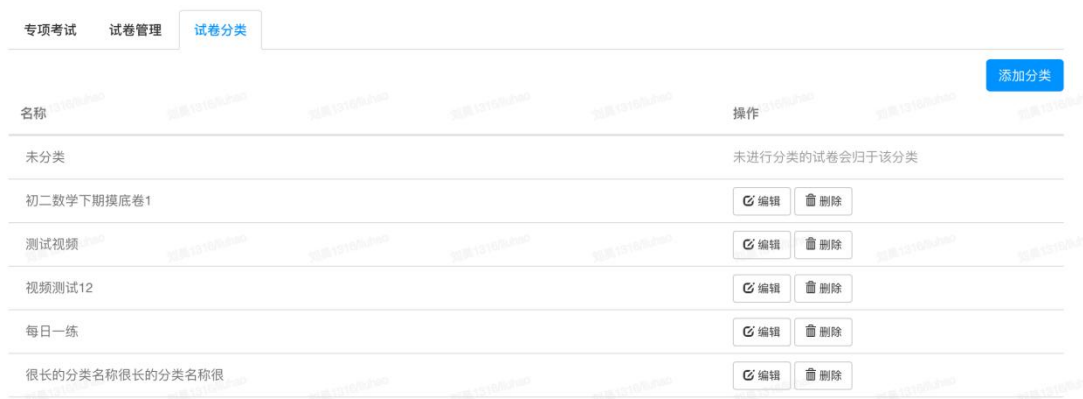 专项考试 试卷管理 试卷分类
添加分类
名称 操作
未分类 未进行分类的试卷会归于该分类
初二数学下期摸底卷1 编辑 删除
测试视频 编辑 删除
视频测试12 编辑 删除
每日一练 编辑 删除
很长的分类名称很长的分类名称很 编辑 删除